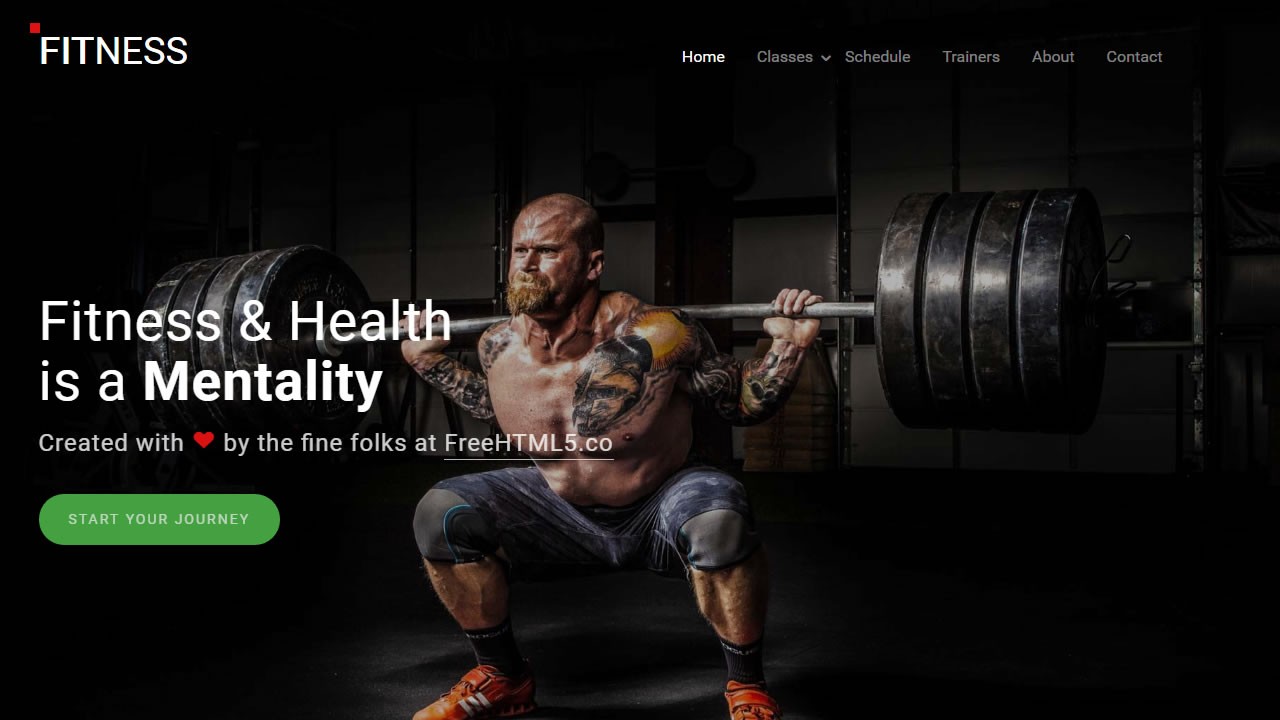 FITNESS
Home Classes Schedule Trainers About Contact
Fitness & Health
is a Mentality
Created with ♥ by the fine folks at FreeHTML5.co
START YOUR JOURNEY